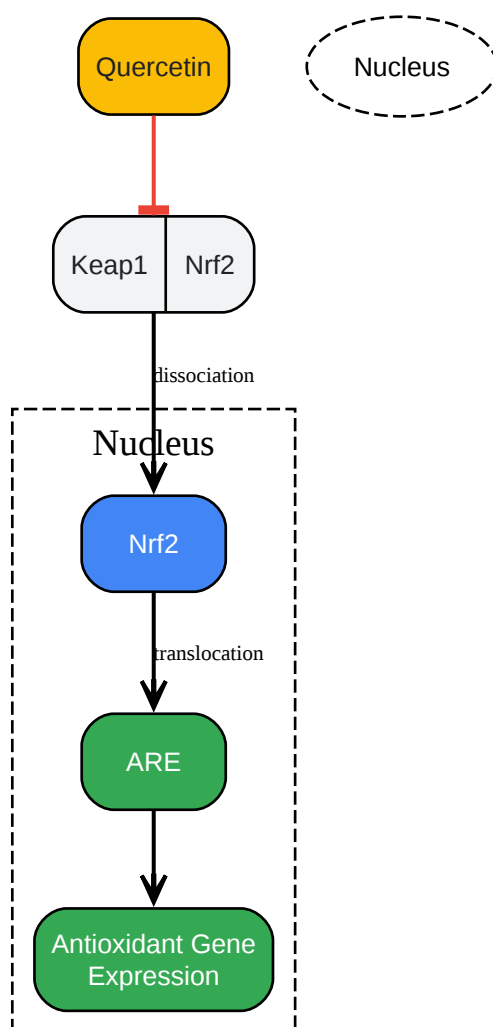 Quercetin
Nucleus
Keap1
Nrf2
dissociation
Nucleus
Nrf2
translocation
ARE
Antioxidant Gene
Expression